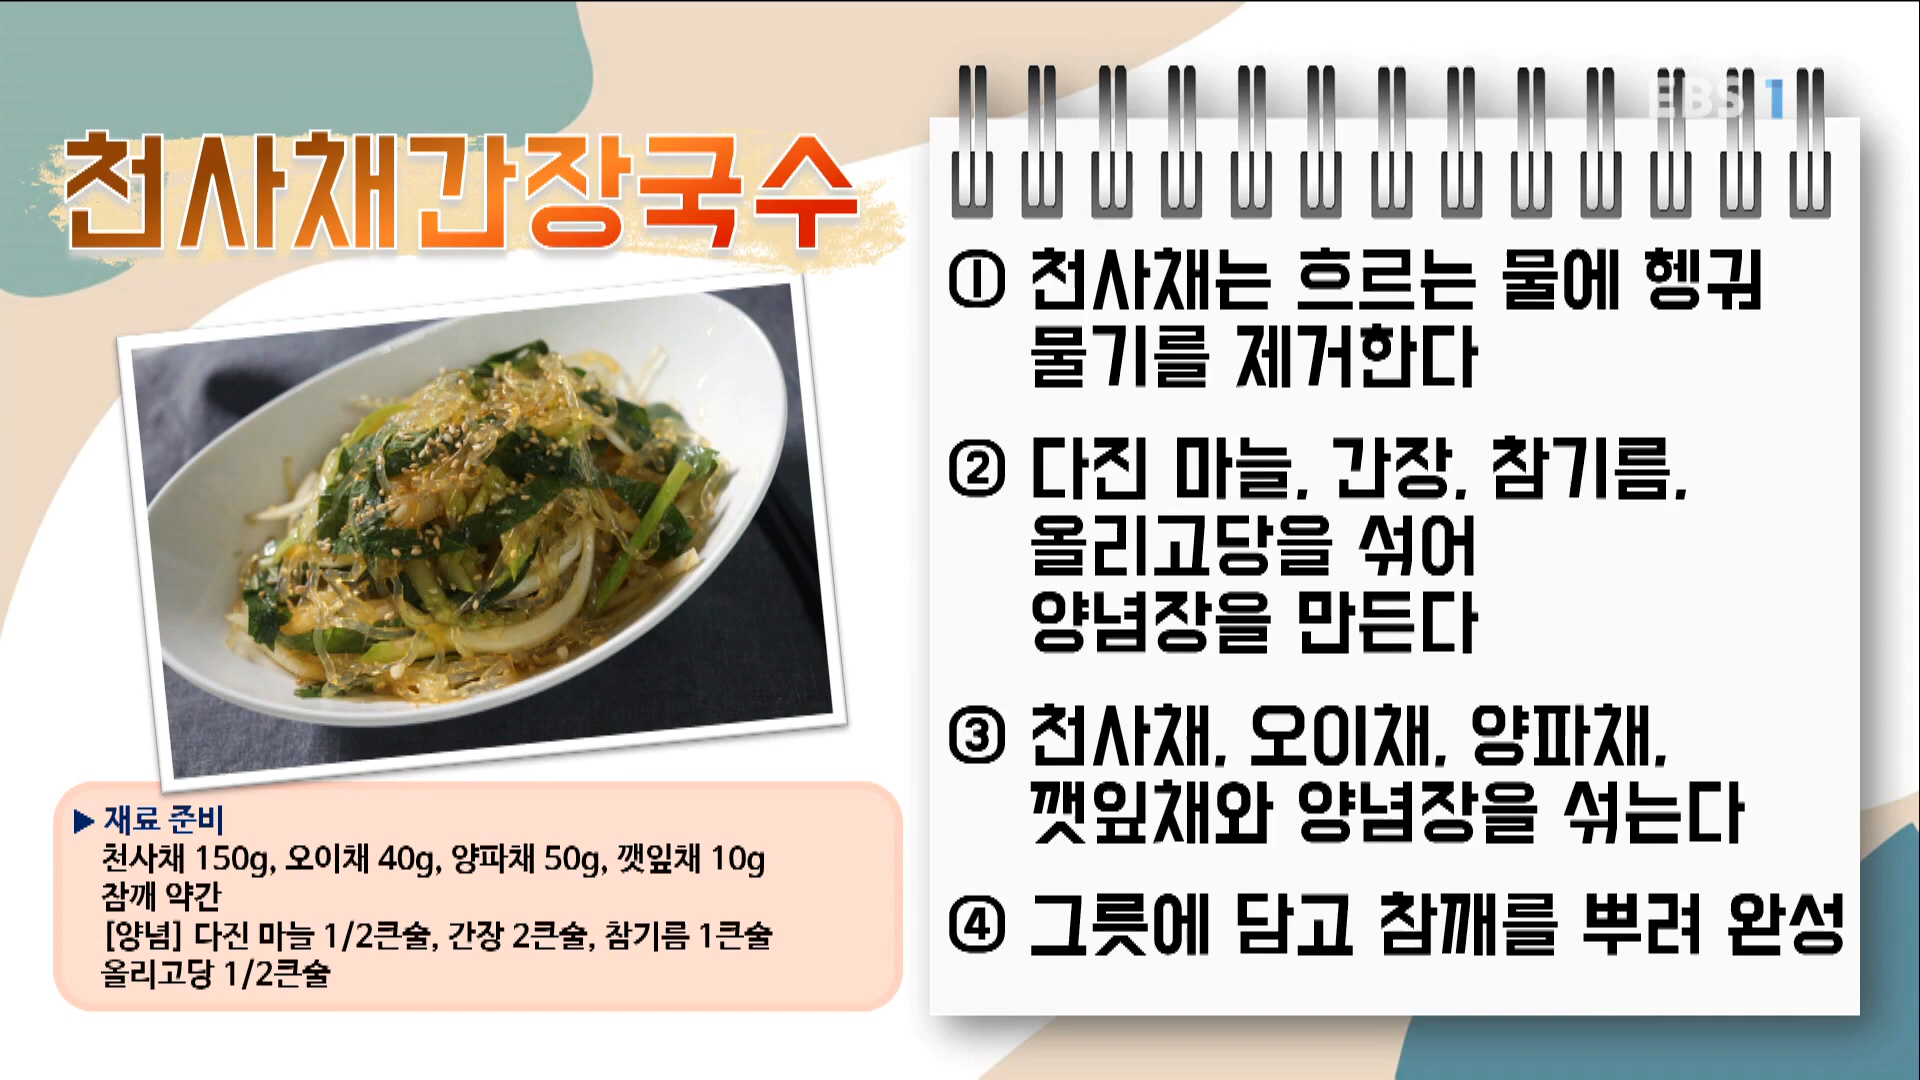 천사채간장국수
▶ 재료 준비
천사채 150g, 오이채 40g, 양파채 50g, 깻잎채 10g
참깨 약간
[양념] 다진 마늘 1/2큰술, 간장 2큰술, 참기름 1큰술
올리고당 1/2큰술
EBS 1
① 천사채는 흐르는 물에 헹궈
물기를 제거한다
② 다진 마늘, 간장, 참기름,
올리고당을 섞어
양념장을 만든다
③ 천사채, 오이채, 양파채,
깻잎채와 양념장을 섞는다
④ 그릇에 담고 참깨를 뿌려 완성